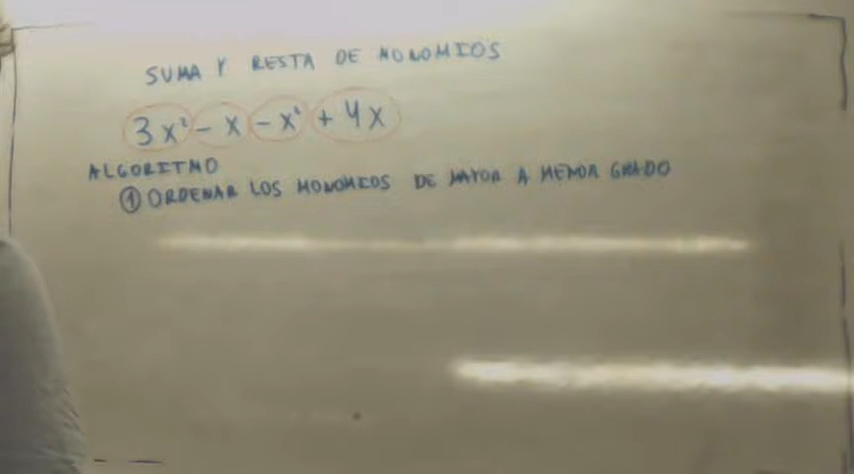 SUMA Y RESTA DE MONOMIOS
3x² - x - x² + 4x
ALGORITMO
① ORDENAR LOS MONOMIOS DE MAYOR A MENOR GRADO